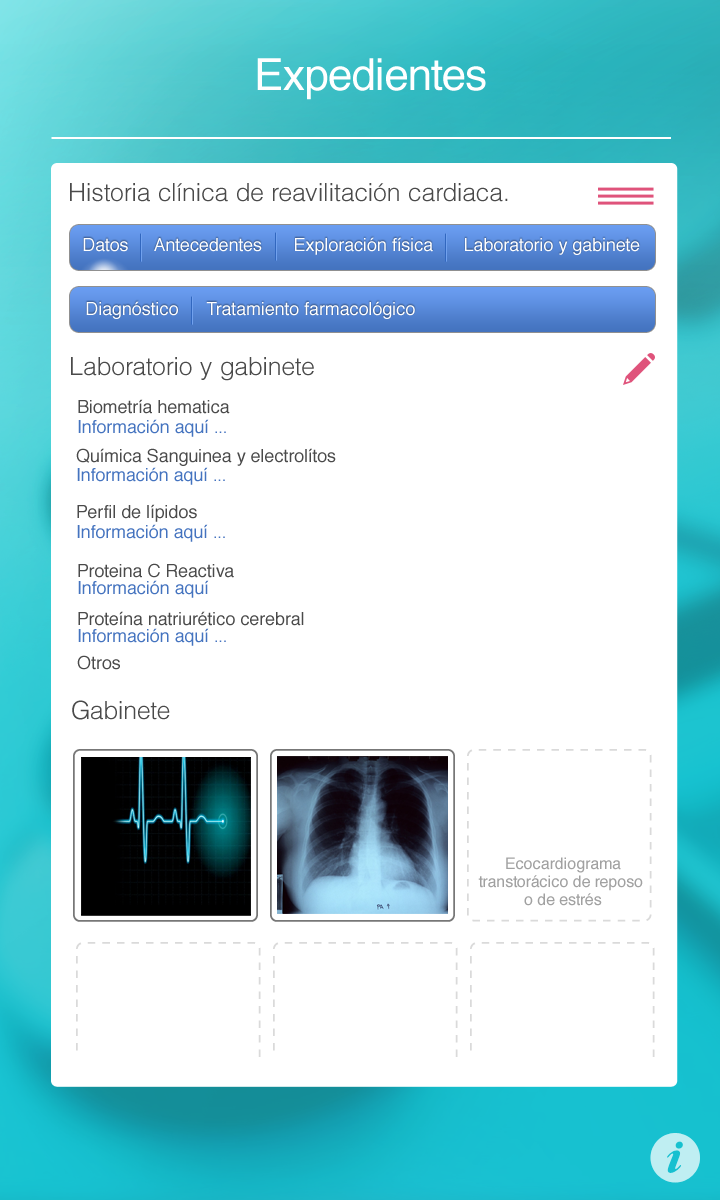 Expedientes
Historia clínica de reavilitación cardiaca.
Datos Antecedentes Exploración física Laboratorio y gabinete
Diagnóstico Tratamiento farmacológico
Laboratorio y gabinete
Biometría hematica
Información aquí ...
Química Sanguinea y electrolítos
Información aquí ...
Perfil de lípidos
Información aquí ...
Proteina C Reactiva
Información aquí
Proteína natriurético cerebral
Información aquí ...
Otros
Gabinete
PA
Ecocardiograma
transtorácico de reposo
o de estrés
i